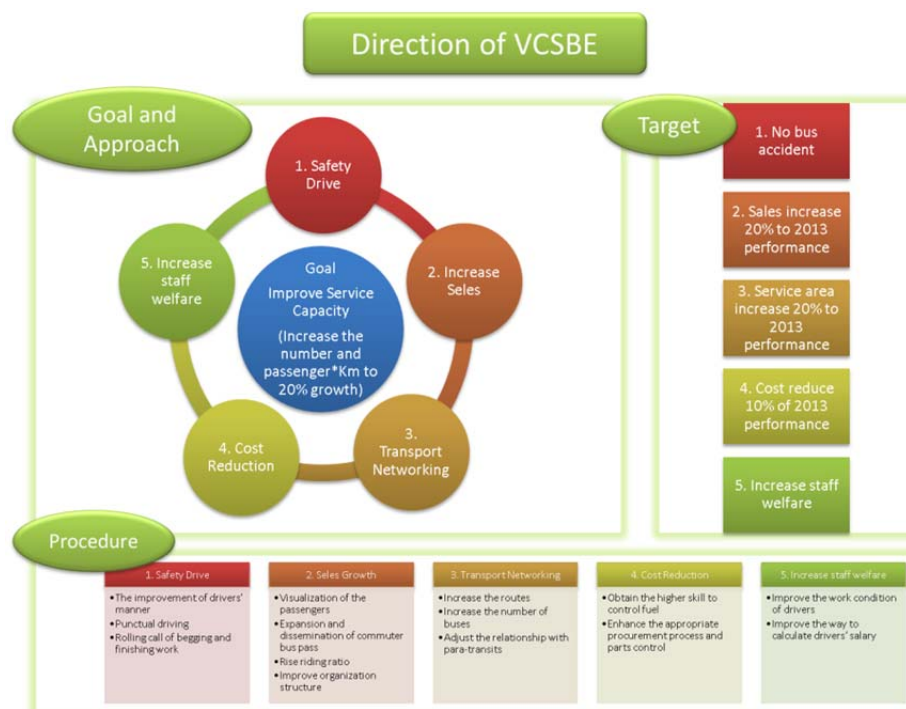 Direction of VCSBE
Goal and
Approach
1. Safety
Drive
2. Increase
Seles
3.
Transport
Networking
4. Cost
Reduction
5. Increase
staff
welfare
Goal
Improve Service
Capacity
(Increase the
number and
passenger*Km to
20% growth)
Target
1. No bus
accident
2. Sales increase
20% to 2013
performance
3. Service area
increase 20% to
2013
performance
4. Cost reduce
10% of 2013
performance
5. Increase staff
welfare
Procedure
1. Safety Drive
•The improvement of drivers'
manner
•Punctual driving
•Rolling call of begging and
finishing work
2. Seles Growth
•Visualization of the
passengers
•Expansion and
dissemination of commuter
bus pass
•Rise riding ratio
•Improve organization
structure
3. Transport Networking
•Increase the routes
•Increase the number of
buses
•Adjust the relationship with
para-transits
4. Cost Reduction
•Obtain the higher skill to
control fuel
•Enhance the appropriate
procurement process and
parts control
5. Increase staff welfare
•Improve the work condition
of drivers
•Improve the way to
calculate drivers' salary